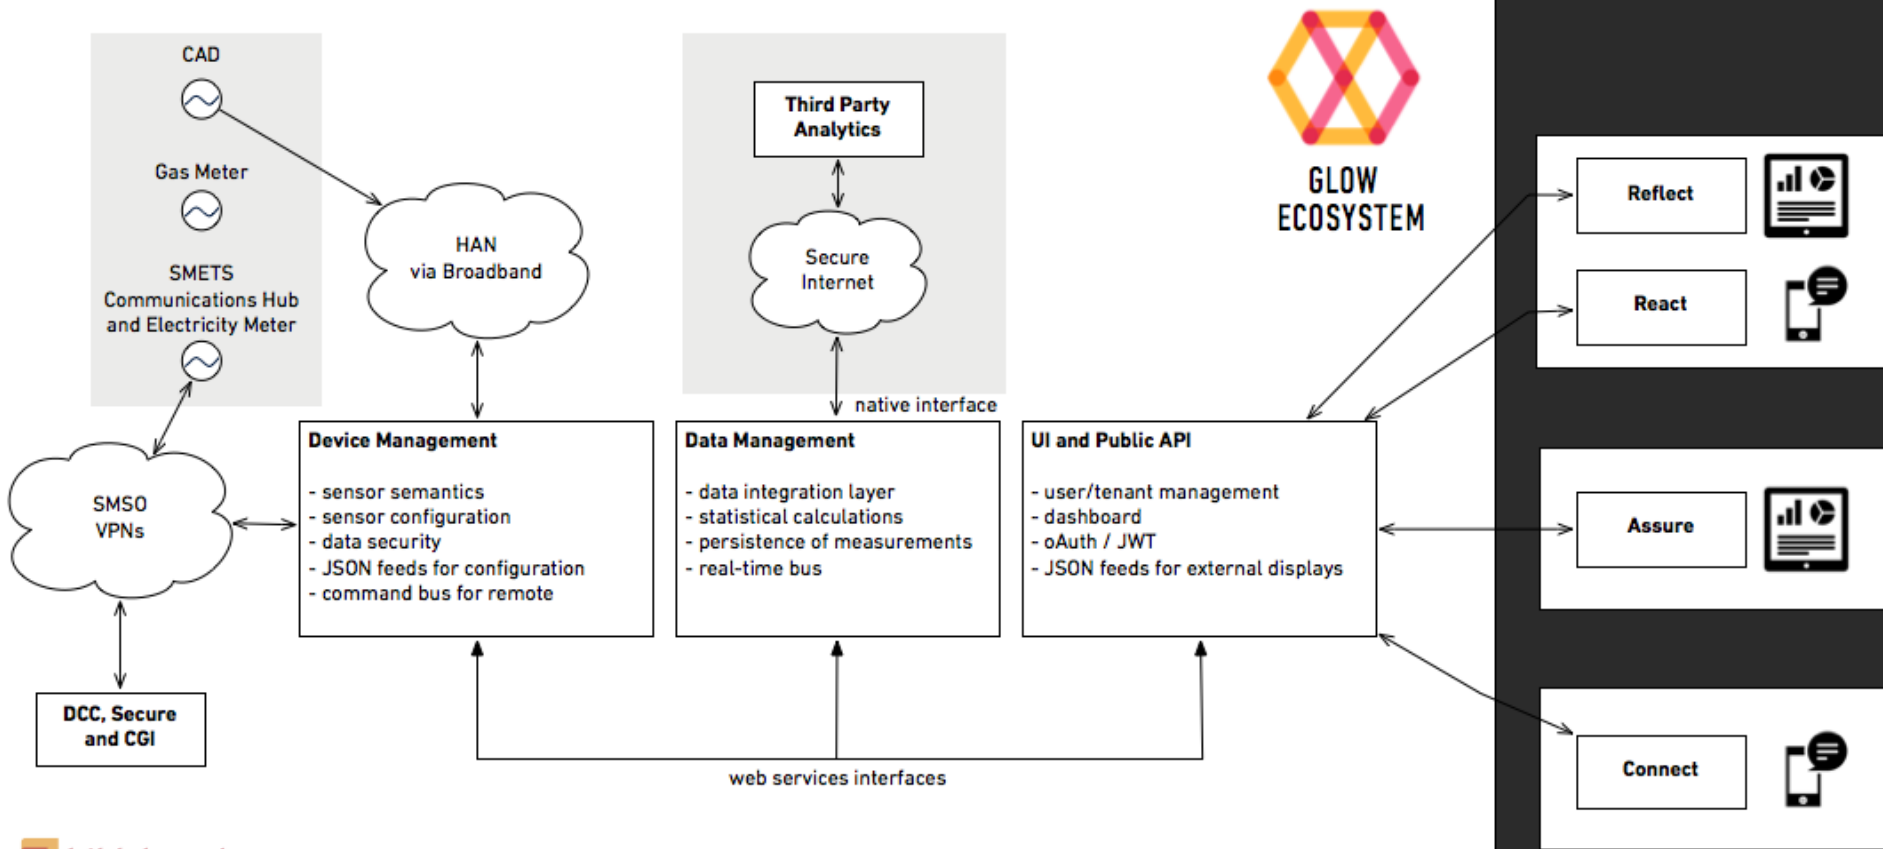 CAD
Gas Meter
SMETS
Communications Hub
and Electricity Meter
HAN
via Broadband
SMSO
VPNs
DCC, Secure
and CGI
Third Party
Analytics
Secure
Internet
native interface
GLOW
ECOSYSTEM
Device Management
- sensor semantics
- sensor configuration
- data security
- JSON feeds for configuration
- command bus for remote
Data Management
- data integration layer
- statistical calculations
- persistence of measurements
- real-time bus
UI and Public API
- user/tenant management
- dashboard
- oAuth / JWT
- JSON feeds for external displays
web services interfaces
Reflect
React
Assure
Connect